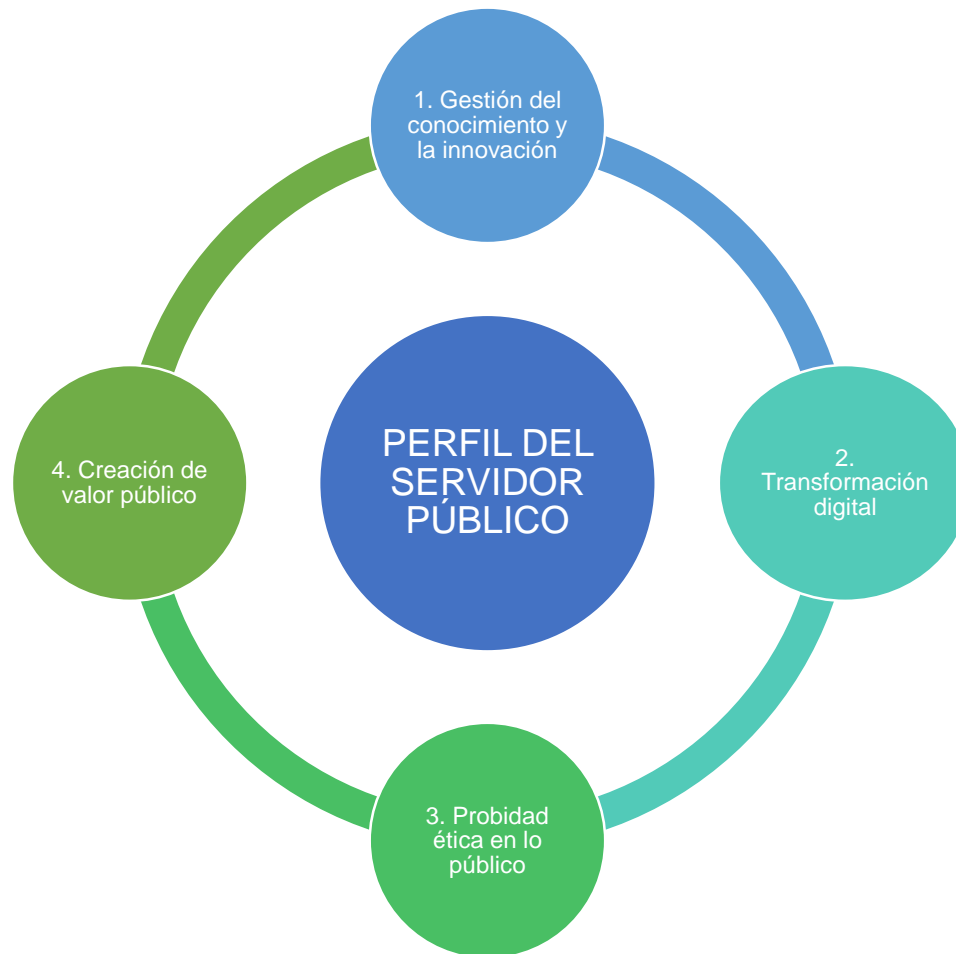 1. Gestión del
conocimiento y
la innovación
PERFIL DEL
SERVIDOR
PÚBLICO
2.
Transformación
digital
3. Probidad
ética en lo
público
4. Creación de
valor público